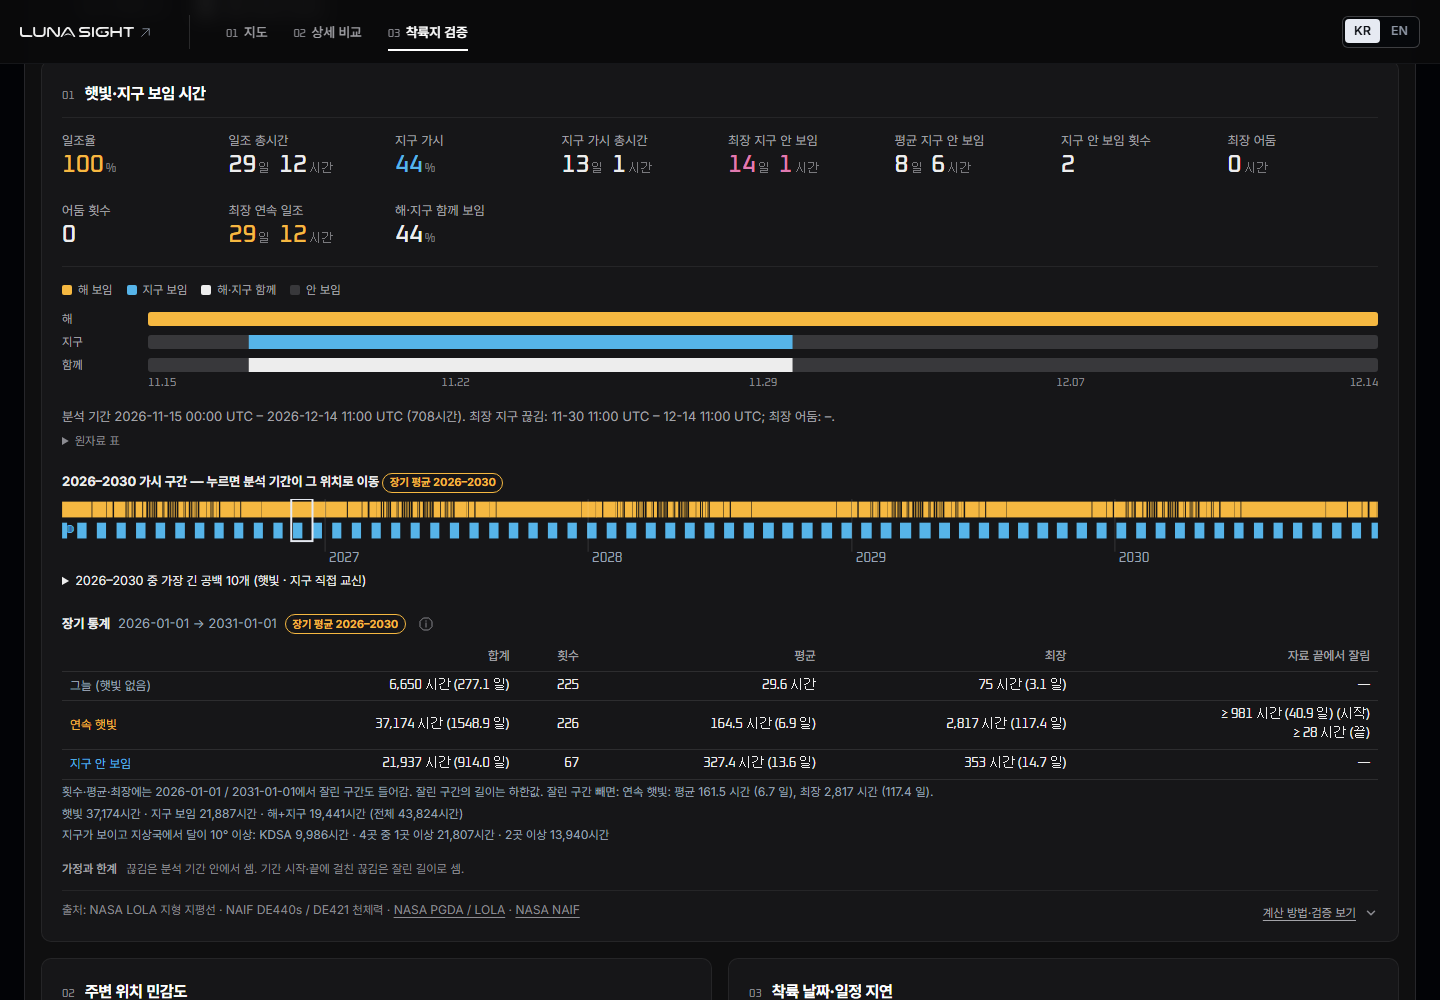 LUNA SIGHT ↗
01 지도 02 상세 비교 03 착륙지 검증
KR EN
01 햇빛·지구 보임 시간
일조율 일조 총시간 지구 가시 지구 가시 총시간 최장 지구 안 보임 평균 지구 안 보임 지구 안 보임 횟수 최장 어둠
100% 29일 12시간 44% 13일 1시간 14일 1시간 8일 6시간 2 0시간
어둠 횟수 최장 연속 일조 해·지구 함께 보임
0 29일 12시간 44%
해 보임 지구 보임 해·지구 함께 안 보임
해
지구
함께
11.15 11.22 11.29 12.07 12.14
분석 기간 2026-11-15 00:00 UTC – 2026-12-14 11:00 UTC (708시간). 최장 지구 끊김: 11-30 11:00 UTC – 12-14 11:00 UTC; 최장 어둠: –.
▶ 원자료 표
2026–2030 가시 구간 — 누르면 분석 기간이 그 위치로 이동 장기 평균 2026–2030
2027 2028 2029 2030
▶ 2026–2030 중 가장 긴 공백 10개 (햇빛 · 지구 직접 교신)
장기 통계 2026-01-01 → 2031-01-01 장기 평균 2026–2030 ⓘ
합계 횟수 평균 최장 자료 끝에서 잘림
그늘 (햇빛 없음) 6,650 시간 (277.1 일) 225 29.6 시간 75 시간 (3.1 일) —
연속 햇빛 37,174 시간 (1548.9 일) 226 164.5 시간 (6.9 일) 2,817 시간 (117.4 일) ≥ 981 시간 (40.9 일) (시작)
≥ 28 시간 (끝)
지구 안 보임 21,937 시간 (914.0 일) 67 327.4 시간 (13.6 일) 353 시간 (14.7 일) —
횟수·평균·최장에는 2026-01-01 / 2031-01-01에서 잘린 구간도 들어감. 잘린 구간의 길이는 하한값. 잘린 구간 빼면: 연속 햇빛: 평균 161.5 시간 (6.7 일), 최장 2,817 시간 (117.4 일).
햇빛 37,174시간 · 지구 보임 21,887시간 · 해+지구 19,441시간 (전체 43,824시간)
지구가 보이고 지상국에서 달이 10° 이상: KDSA 9,986시간 · 4곳 중 1곳 이상 21,807시간 · 2곳 이상 13,940시간
가정과 한계 끊김은 분석 기간 안에서 셈. 기간 시작·끝에 걸친 끊김은 잘린 길이로 셈.
출처: NASA LOLA 지형 지평선 · NAIF DE440s / DE421 천체력 · NASA PGDA / LOLA · NASA NAIF
계산 방법·검증 보기
02 주변 위치 민감도
03 착륙 날짜·일정 지연